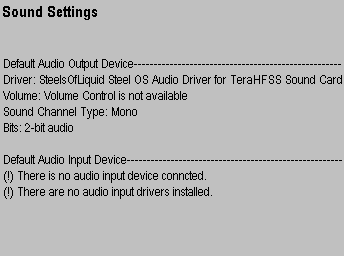 Sound Settings
Default Audio Output Device----------------------------------------------------
Driver: SteelsOfLiquid Steel OS Audio Driver for TeraHFSS Sound Card
Volume: Volume Control is not available
Sound Channel Type: Mono
Bits: 2-bit audio
Default Audio Input Device------------------------------------------------------
(!) There is no audio input device conncted.
(!) There are no audio input drivers installed.